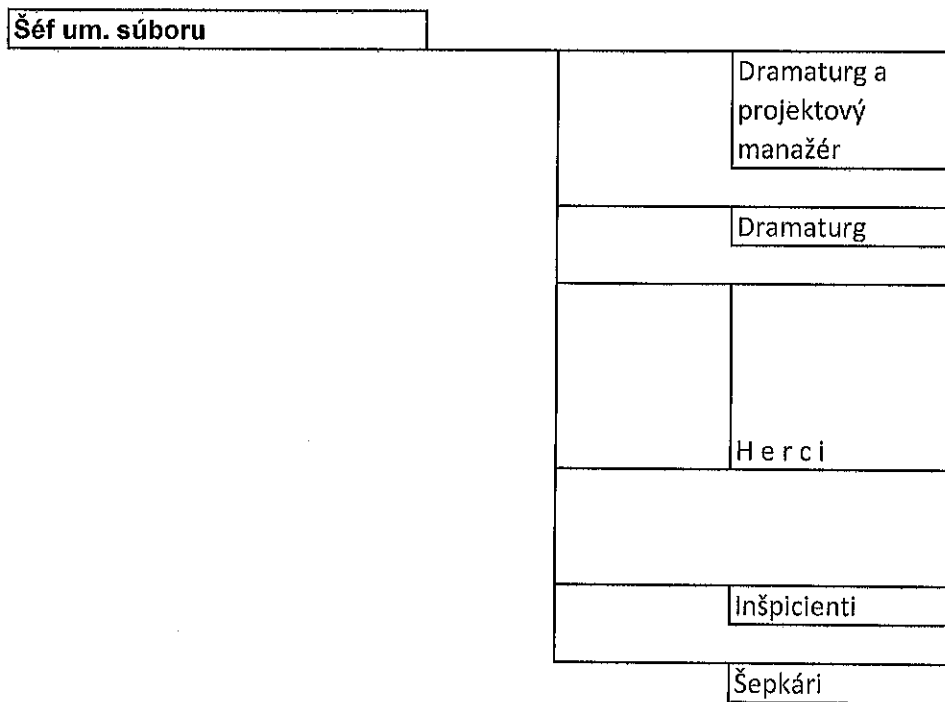 Šéf um. súboru
Dramaturg a
projektový
manažér
Dramaturg
H e r c i
Inšpicienti
Šepkári